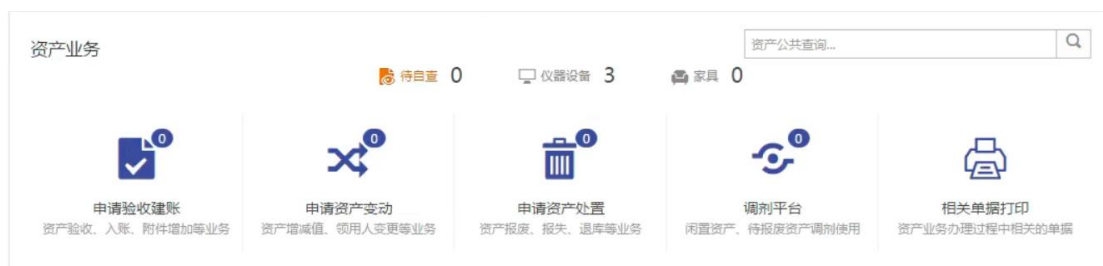 资产业务
资产公共查询...
待自查 0 仪器设备 3 家具 0
0 0 0 0
申请验收建账 申请资产变动 申请资产处置 调剂平台 相关单据打印
资产验收、入账、附件增加等业务 资产增减值、领用人变更等业务 资产报废、报失、退库等业务 闲置资产、待报废资产调剂使用 资产业务办理过程中相关的单据